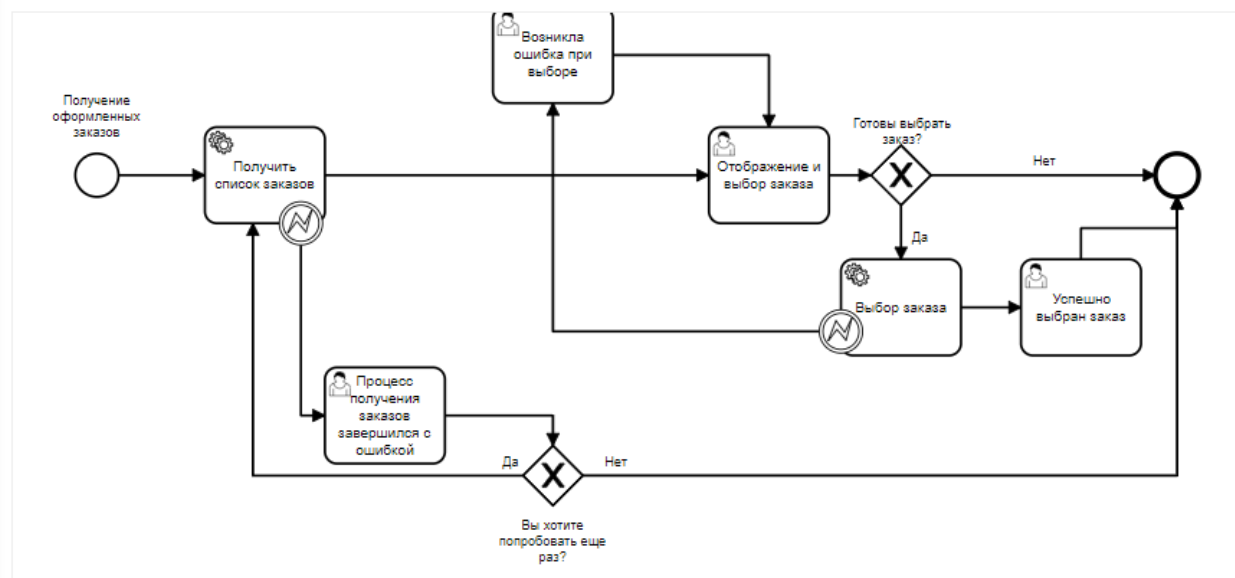 Возникла
ошибка при
выборе
Получение
оформленных
заказов
Получить
список заказов
Отображение и
выбор заказа
Готовы выбрать
заказ?
Нет
Да
Выбор заказа
Успешно
выбран заказ
Процесс
получения
заказов
завершился с
ошибкой
Да
Нет
Вы хотите
попробовать еще
раз?